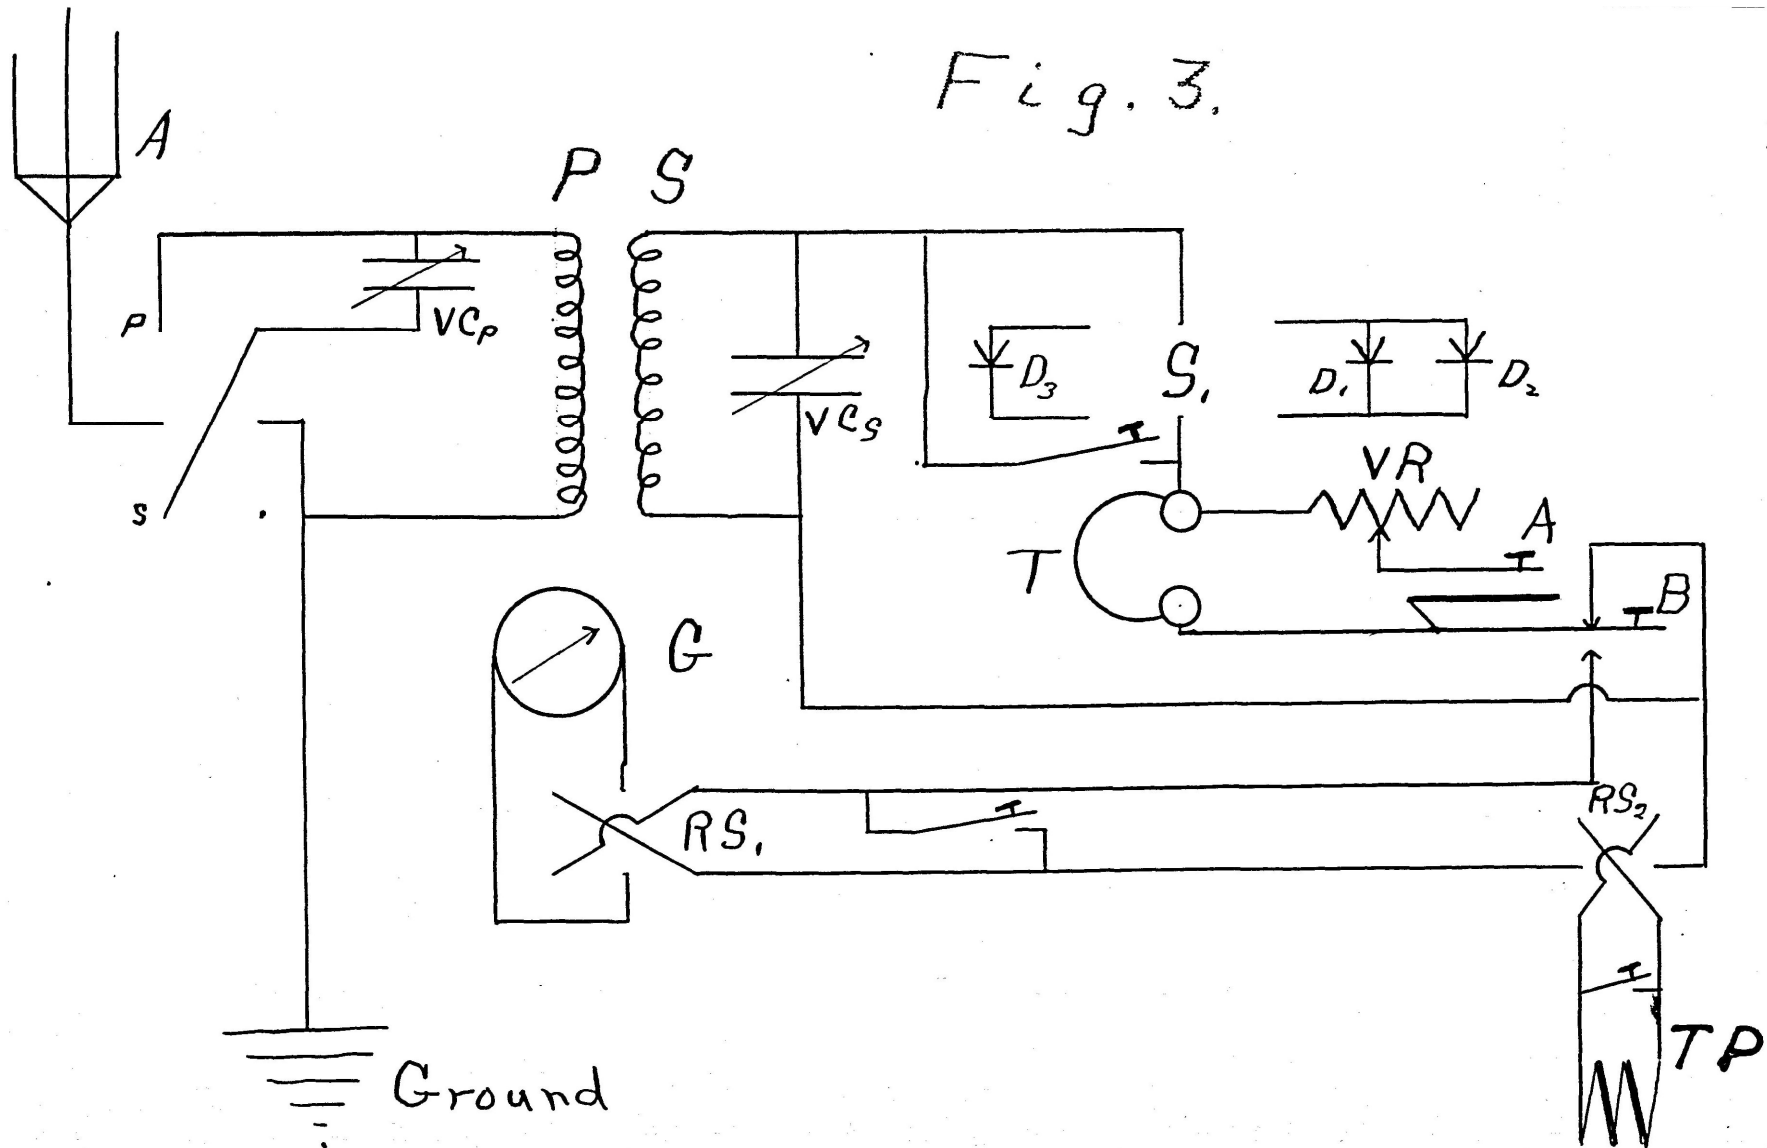 Fig. 3.
A
P S
P
VCP
D3
S1
D1
D2
VCS
VR
S
T
A
B
G
RS1
RS2
TP
Ground